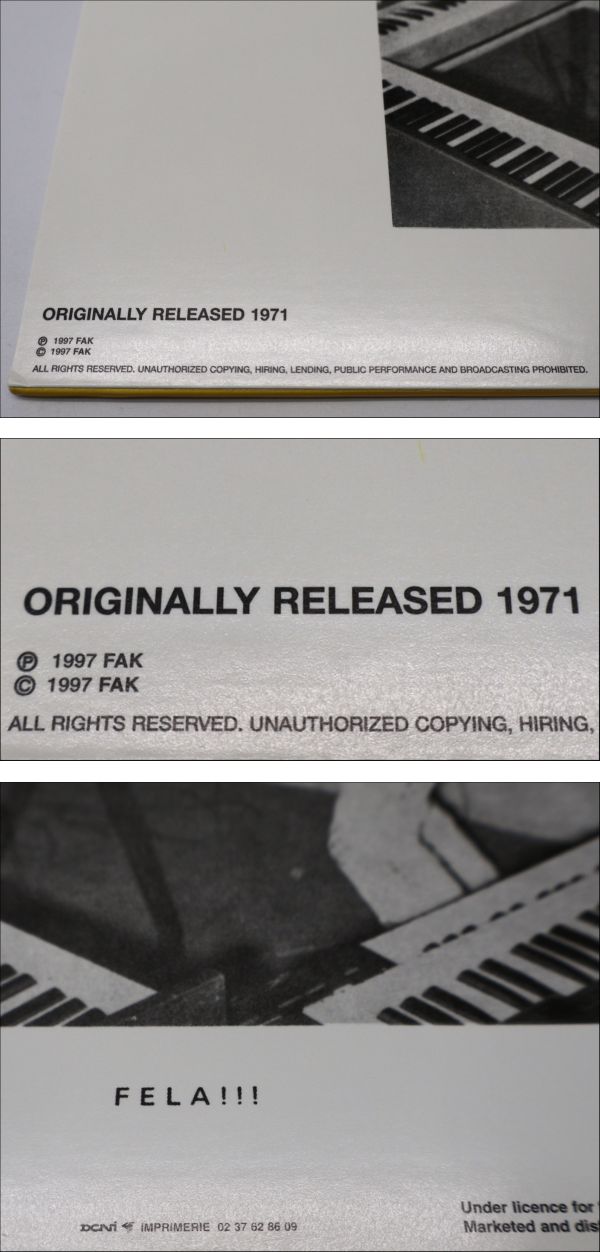 ORIGINALLY RELEASED 1971
℗ 1997 FAK
© 1997 FAK
ALL RIGHTS RESERVED. UNAUTHORIZED COPYING, HIRING, LENDING, PUBLIC PERFORMANCE AND BROADCASTING PROHIBITED.
ORIGINALLY RELEASED 1971
℗ 1997 FAK
© 1997 FAK
ALL RIGHTS RESERVED. UNAUTHORIZED COPYING, HIRING,
FELA!!!
Under licence for
IMPRIMERIE 02 37 62 86 09
Marketed and dis